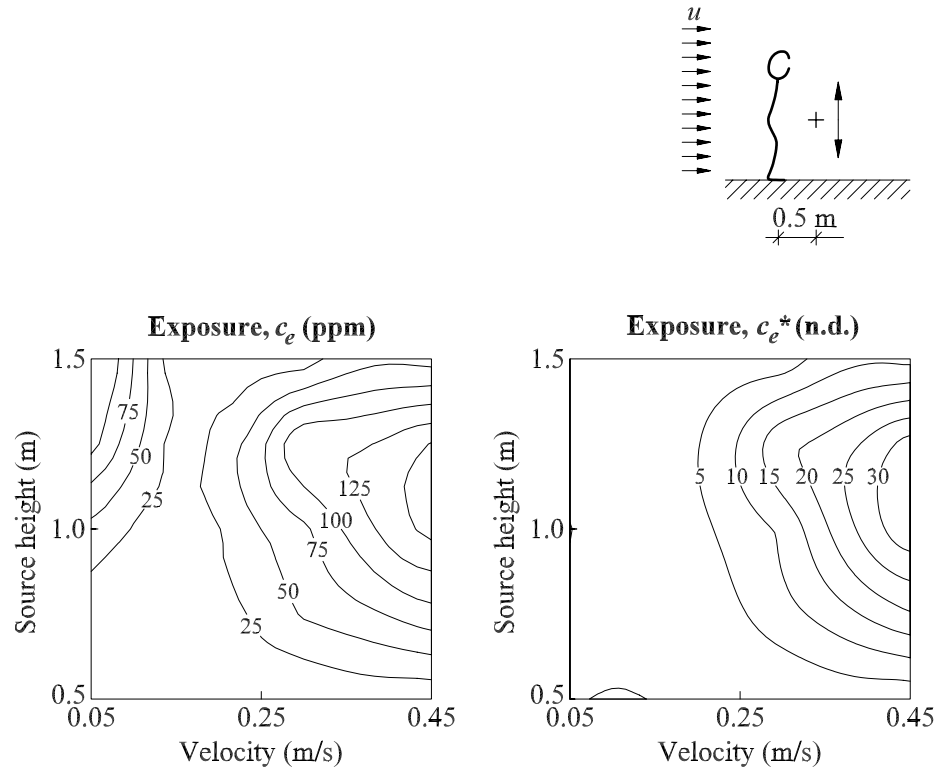 u
+
0.5 m
Exposure, cₑ (ppm)
1.5
75
50
25
125
1.0
100
75
50
25
0.5
0.05 0.25 0.45
Source height (m)
Velocity (m/s)
Exposure, cₑ* (n.d.)
1.5
5 10 15 20 25 30
1.0
0.5
0.05 0.25 0.45
Source height (m)
Velocity (m/s)